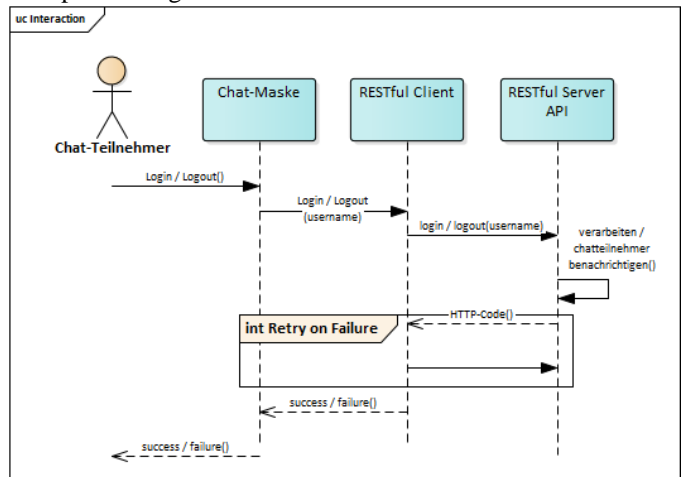 uc Interaction
Chat-Maske
RESTful Client
RESTful Server
API
Chat-Teilnehmer
Login / Logout()
Login / Logout
(username)
login / logout(username)
verarbeiten /
chatteilnehmer
benachrichtigen()
HTTP-Code()
int Retry on Failure
success / failure()
success / failure()